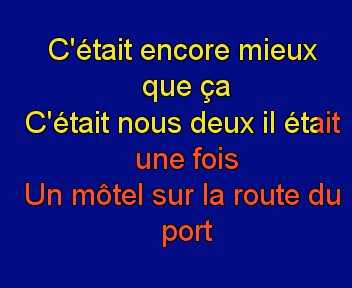 C'était encore mieux
que ça
C'était nous deux il était
une fois
Un môtel sur la route du
port